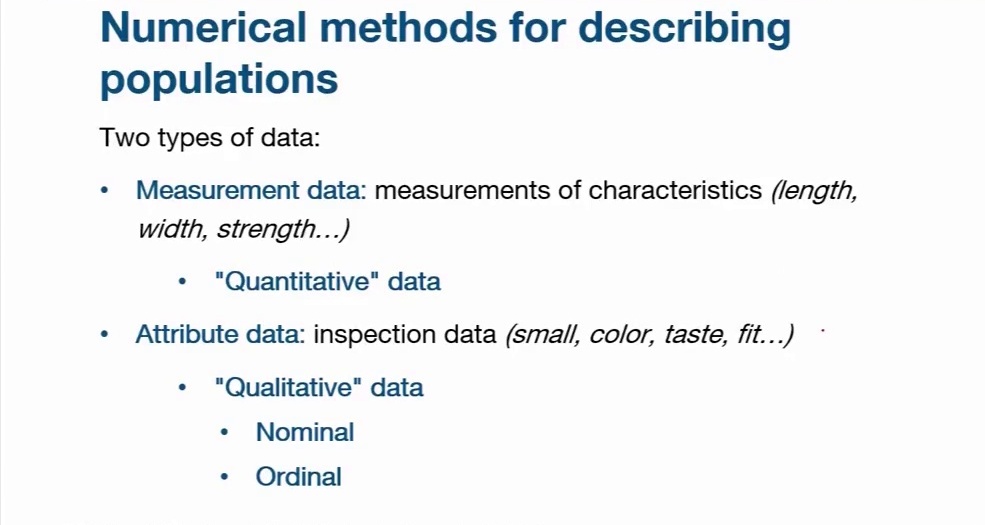 Numerical methods for describing
populations
Two types of data:
• Measurement data: measurements of characteristics (length,
width, strength...)
• "Quantitative" data
• Attribute data: inspection data (small, color, taste, fit...)
• "Qualitative" data
• Nominal
• Ordinal